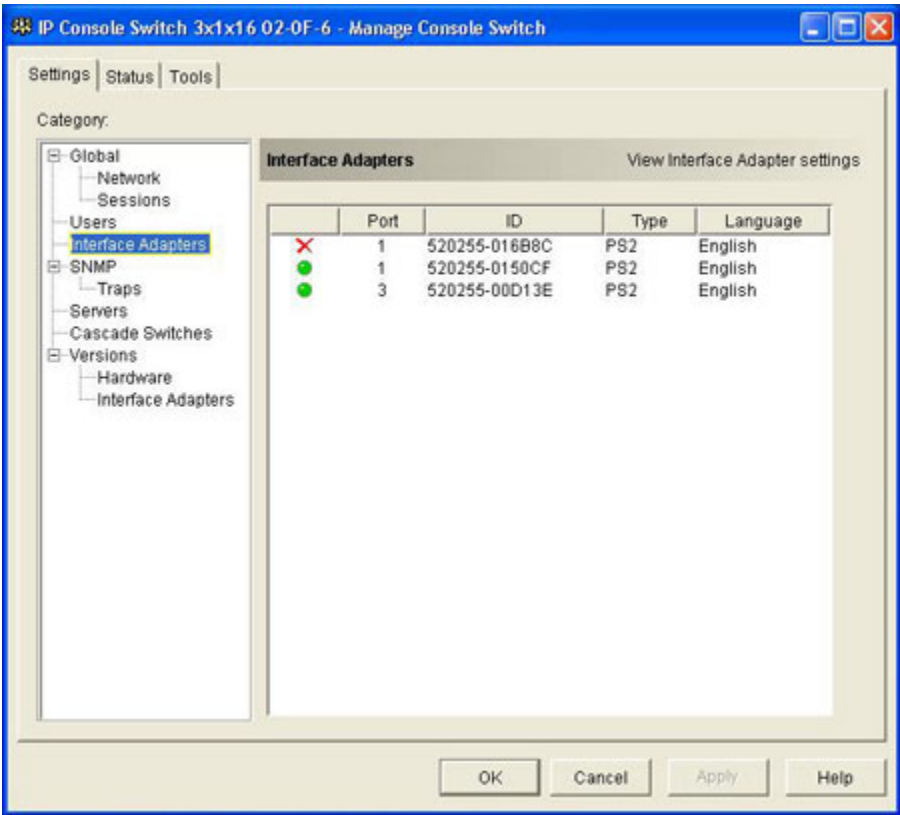 IP Console Switch 3x1x16 02-0F-6 - Manage Console Switch
Settings Status Tools
Category:
Global
Network
Sessions
Users
Interface Adapters
SNMP
Traps
Servers
Cascade Switches
Versions
Hardware
Interface Adapters
Interface Adapters View Interface Adapter settings
Port ID Type Language
1 520255-016B8C PS2 English
1 520255-0150CF PS2 English
3 520255-00D13E PS2 English
OK Cancel Apply Help